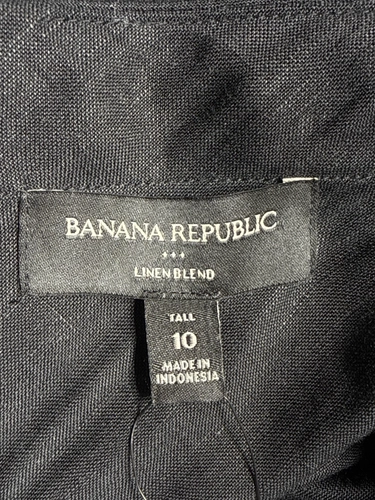 BANANA REPUBLIC
LINEN BLEND
TALL
10
MADE IN
INDONESIA